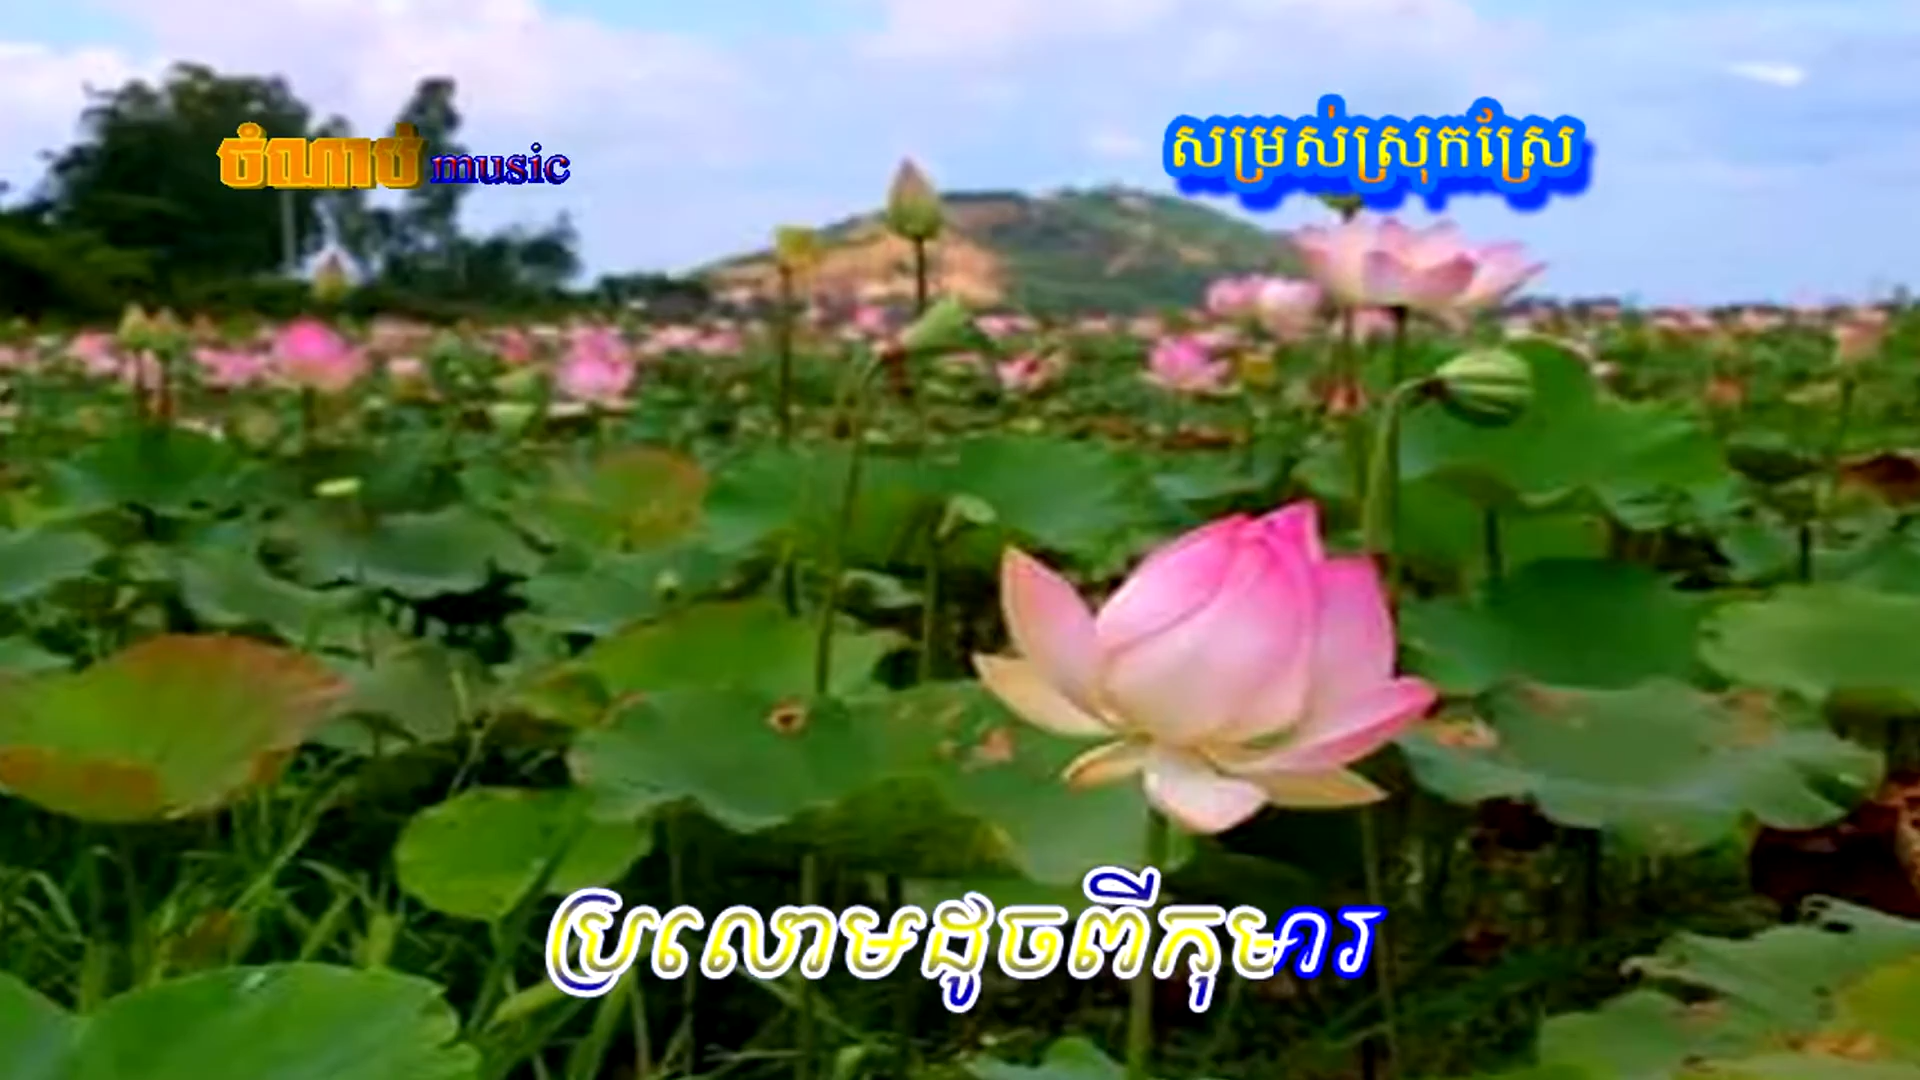 ចំណាប់ music
សម្រស់ស្រុកស្រែ
ប្រលោមដូចពីកុមារ